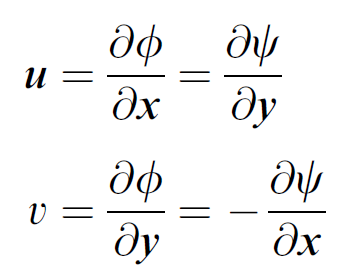 u = ∂ϕ/∂x = ∂ψ/∂y
v = ∂ϕ/∂y = −∂ψ/∂x